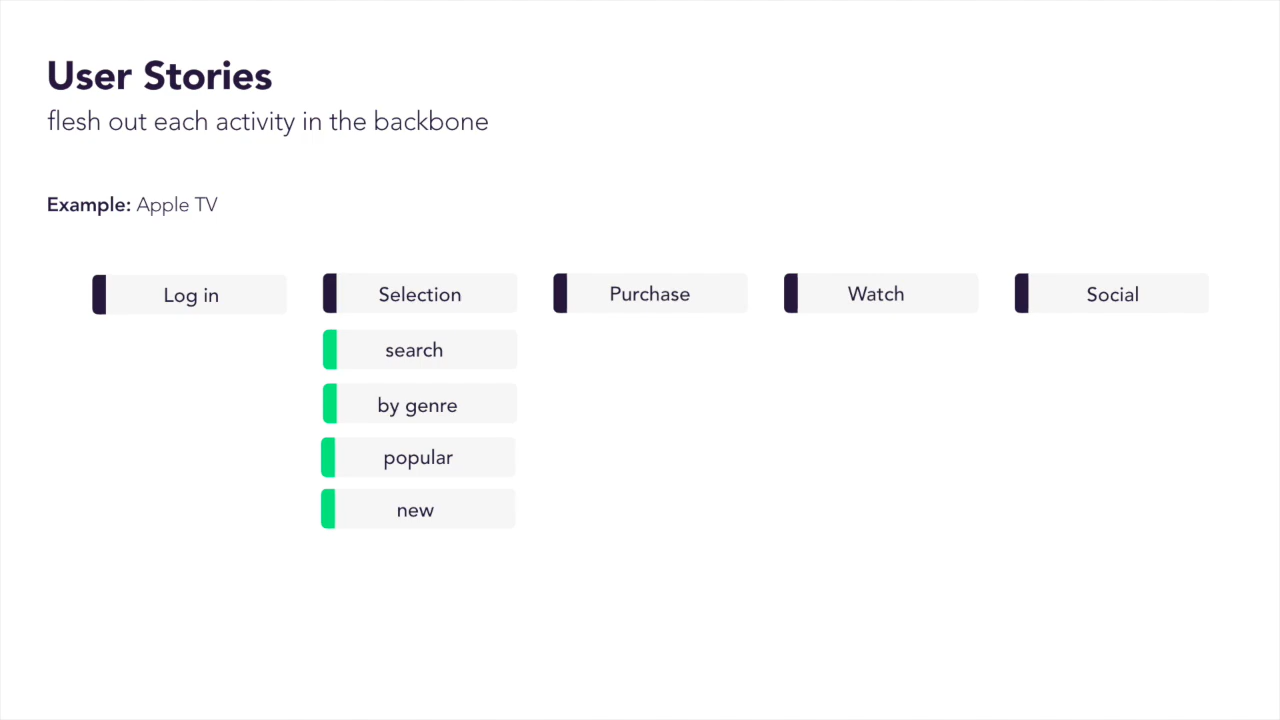 User Stories
flesh out each activity in the backbone
Example: Apple TV
Log in
Selection
Purchase
Watch
Social
search
by genre
popular
new